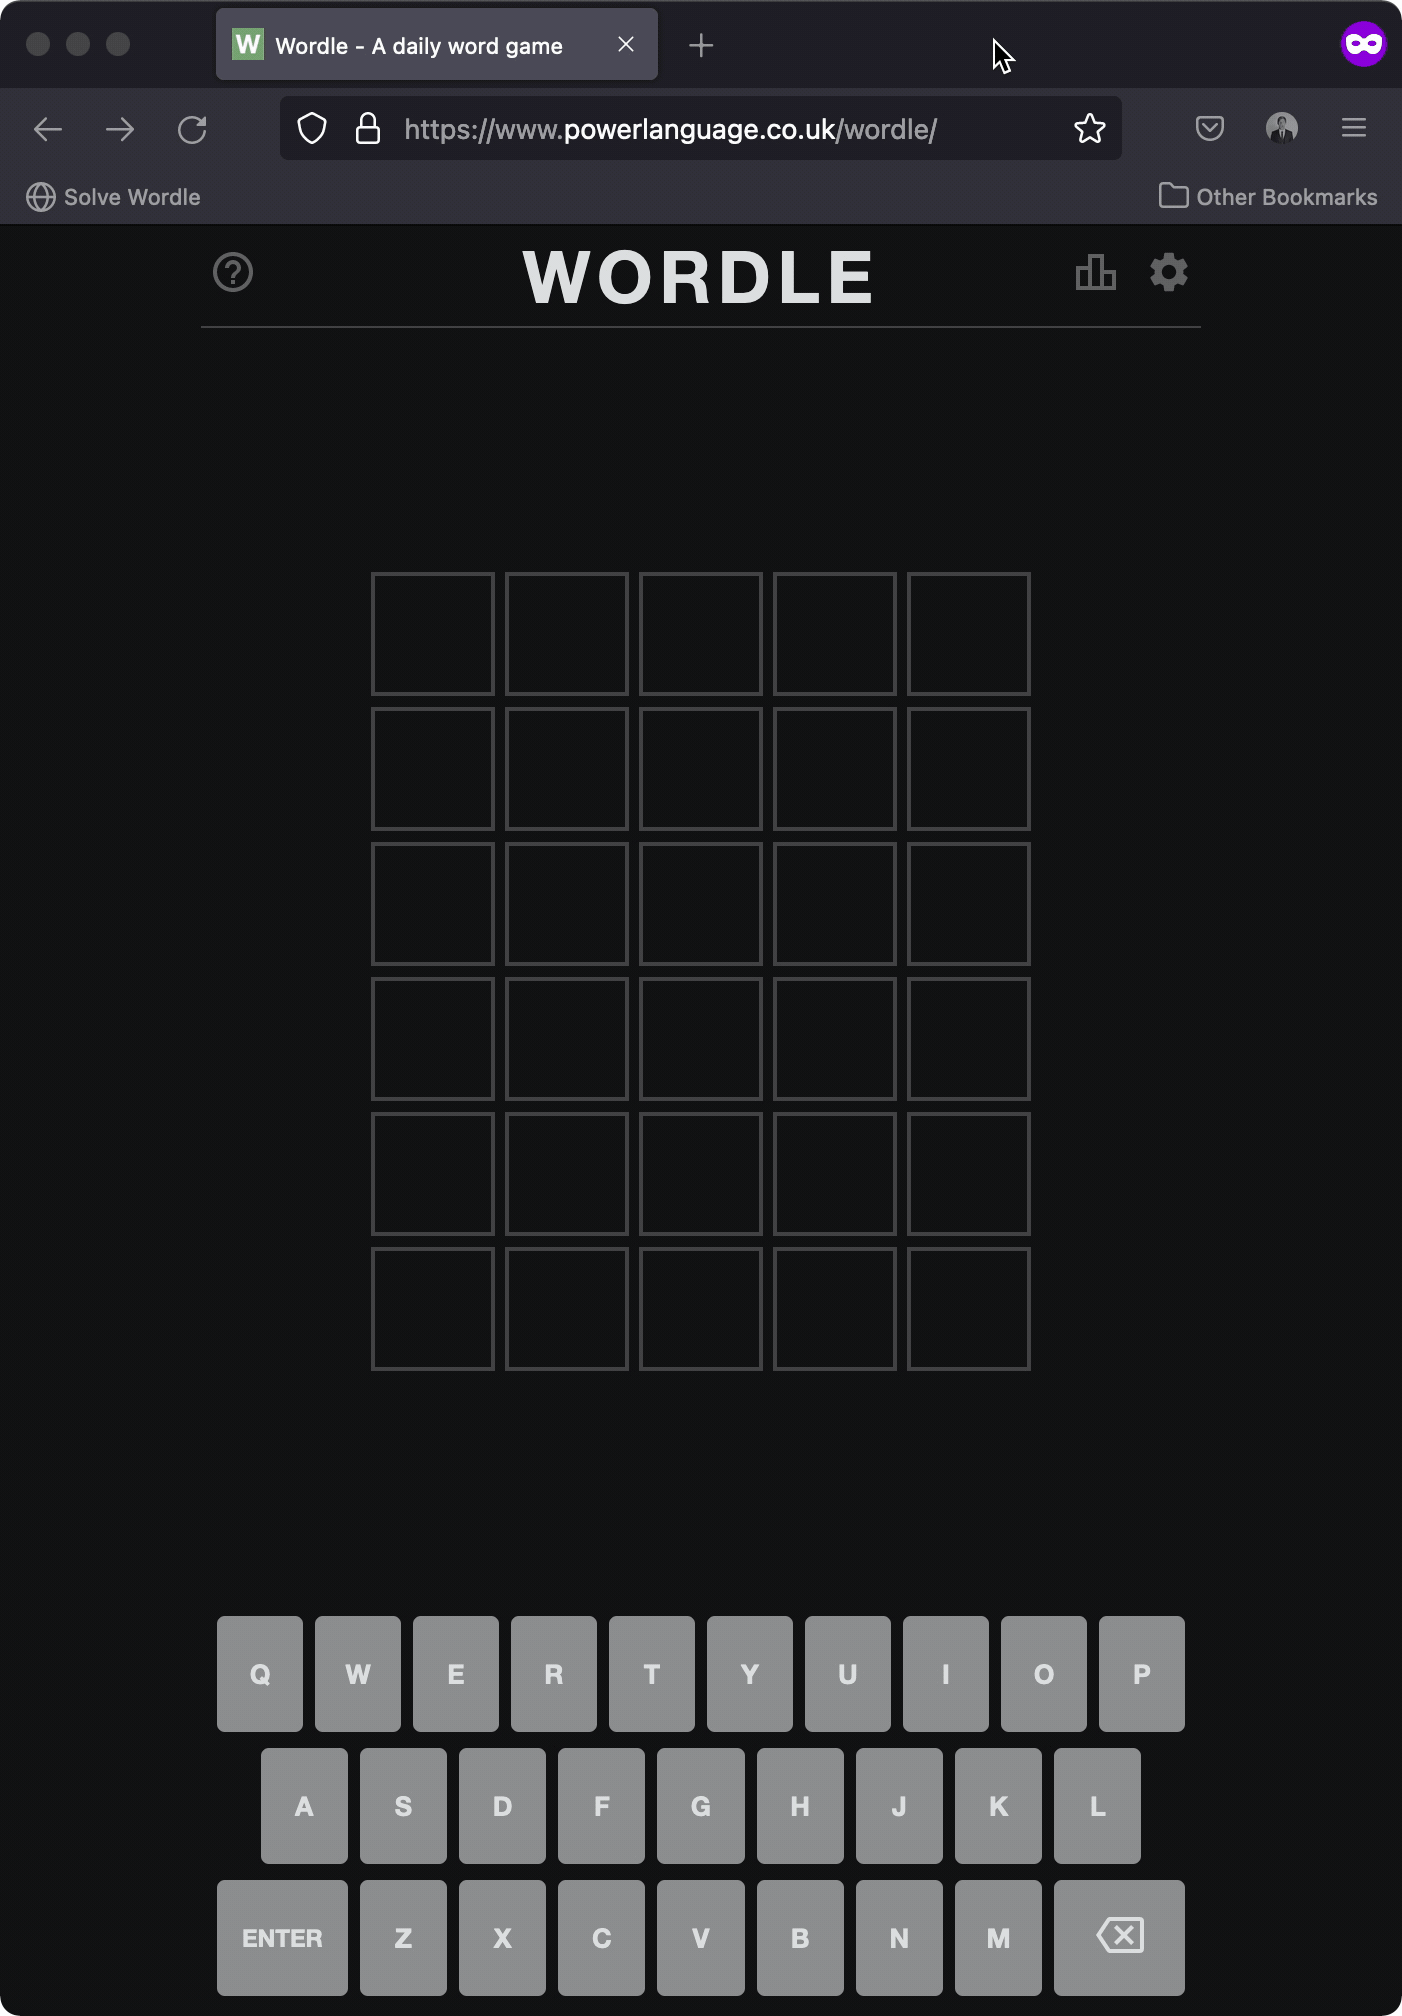 W Wordle - A daily word game
https://www.powerlanguage.co.uk/wordle/
Solve Wordle Other Bookmarks
? WORDLE
Q W E R T Y U I O P
A S D F G H J K L
ENTER Z X C V B N M